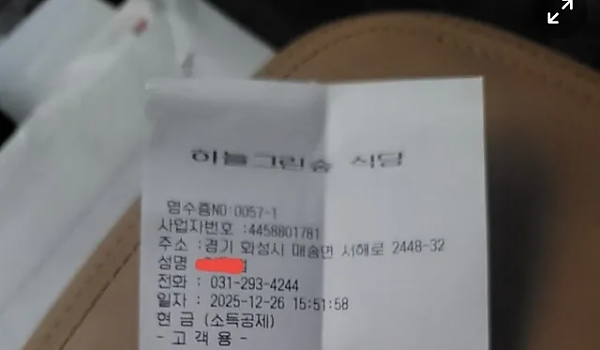 하늘그린숲 식당
영수증NO:0057-1
사업자번호 :4458801781
주소 :경기 화성시 매송면 서해로 2448-32
성명
전화 : 031-293-4244
일자 : 2025-12-26 15:51:58
현 금 (소득공제)
- 고 객 용 -